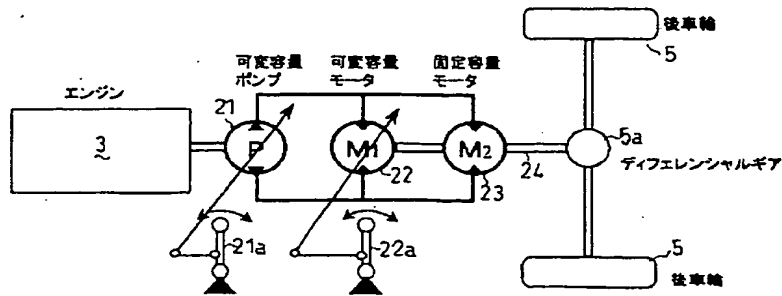 後車輪
5
可変容量
ポンプ
可変容量
モータ
固定容量
モータ
エンジン
21
5a
3
P
M1
M2
22
23
24
ディフェレンシャルギア
21a
22a
5
後車輪